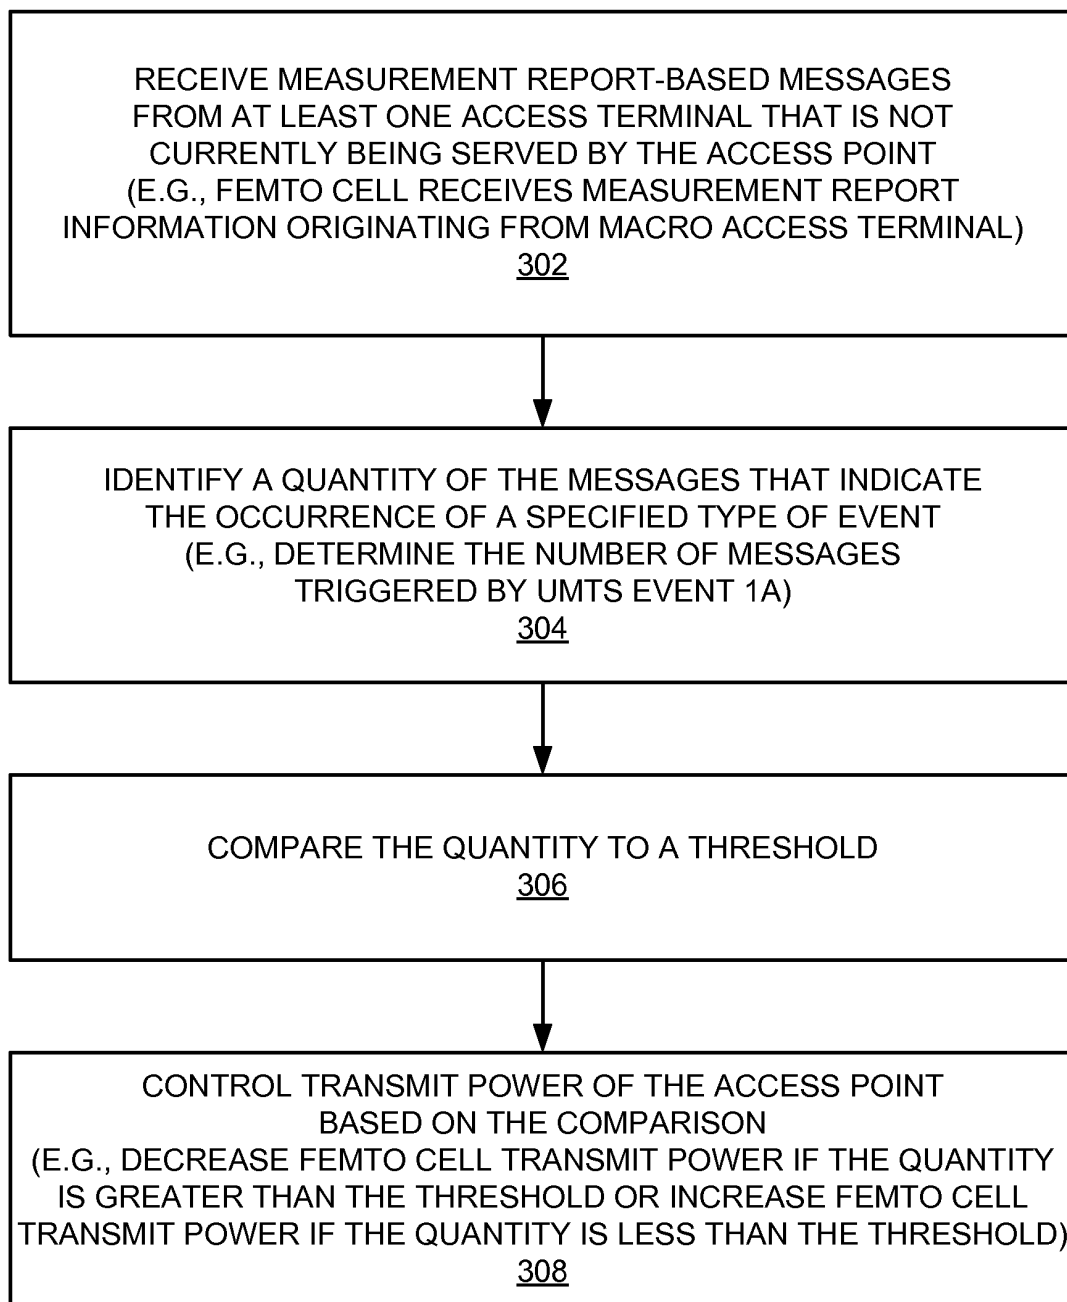 RECEIVE MEASUREMENT REPORT-BASED MESSAGES
FROM AT LEAST ONE ACCESS TERMINAL THAT IS NOT
CURRENTLY BEING SERVED BY THE ACCESS POINT
(E.G., FEMTO CELL RECEIVES MEASUREMENT REPORT
INFORMATION ORIGINATING FROM MACRO ACCESS TERMINAL)
302
IDENTIFY A QUANTITY OF THE MESSAGES THAT INDICATE
THE OCCURRENCE OF A SPECIFIED TYPE OF EVENT
(E.G., DETERMINE THE NUMBER OF MESSAGES
TRIGGERED BY UMTS EVENT 1A)
304
COMPARE THE QUANTITY TO A THRESHOLD
306
CONTROL TRANSMIT POWER OF THE ACCESS POINT
BASED ON THE COMPARISON
(E.G., DECREASE FEMTO CELL TRANSMIT POWER IF THE QUANTITY
IS GREATER THAN THE THRESHOLD OR INCREASE FEMTO CELL
TRANSMIT POWER IF THE QUANTITY IS LESS THAN THE THRESHOLD)
308